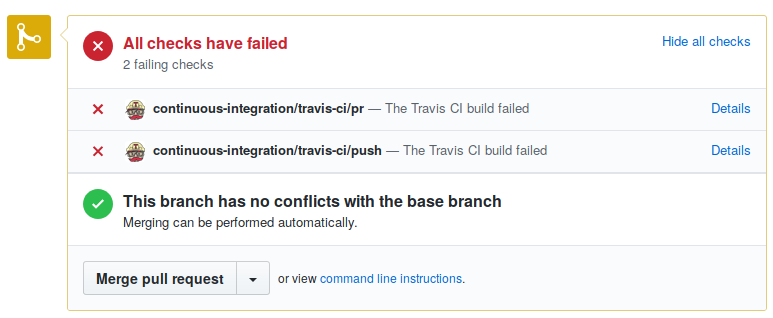 All checks have failed
Hide all checks
2 failing checks
continuous-integration/travis-ci/pr — The Travis CI build failed
Details
continuous-integration/travis-ci/push — The Travis CI build failed
Details
This branch has no conflicts with the base branch
Merging can be performed automatically.
Merge pull request
or view command line instructions.